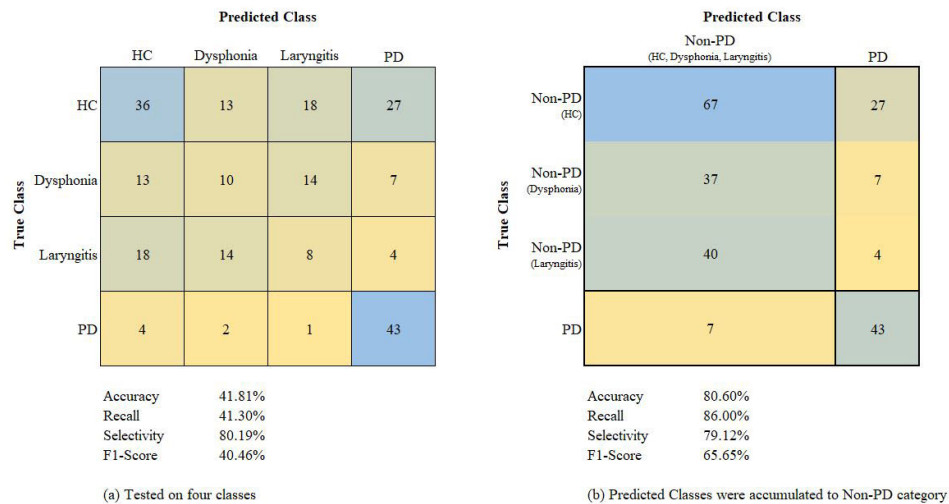 Predicted Class
HC Dysphonia Laryngitis PD
True Class
HC 36 13 18 27
Dysphonia 13 10 14 7
Laryngitis 18 14 8 4
PD 4 2 1 43
Accuracy 41.81%
Recall 41.30%
Selectivity 80.19%
F1-Score 40.46%
(a) Tested on four classes
Predicted Class
Non-PD PD
(HC, Dysphonia, Laryngitis)
True Class
Non-PD 67 27
(HC)
Non-PD 37 7
(Dysphonia)
Non-PD 40 4
(Laryngitis)
PD 7 43
Accuracy 80.60%
Recall 86.00%
Selectivity 79.12%
F1-Score 65.65%
(b) Predicted Classes were accumulated to Non-PD category